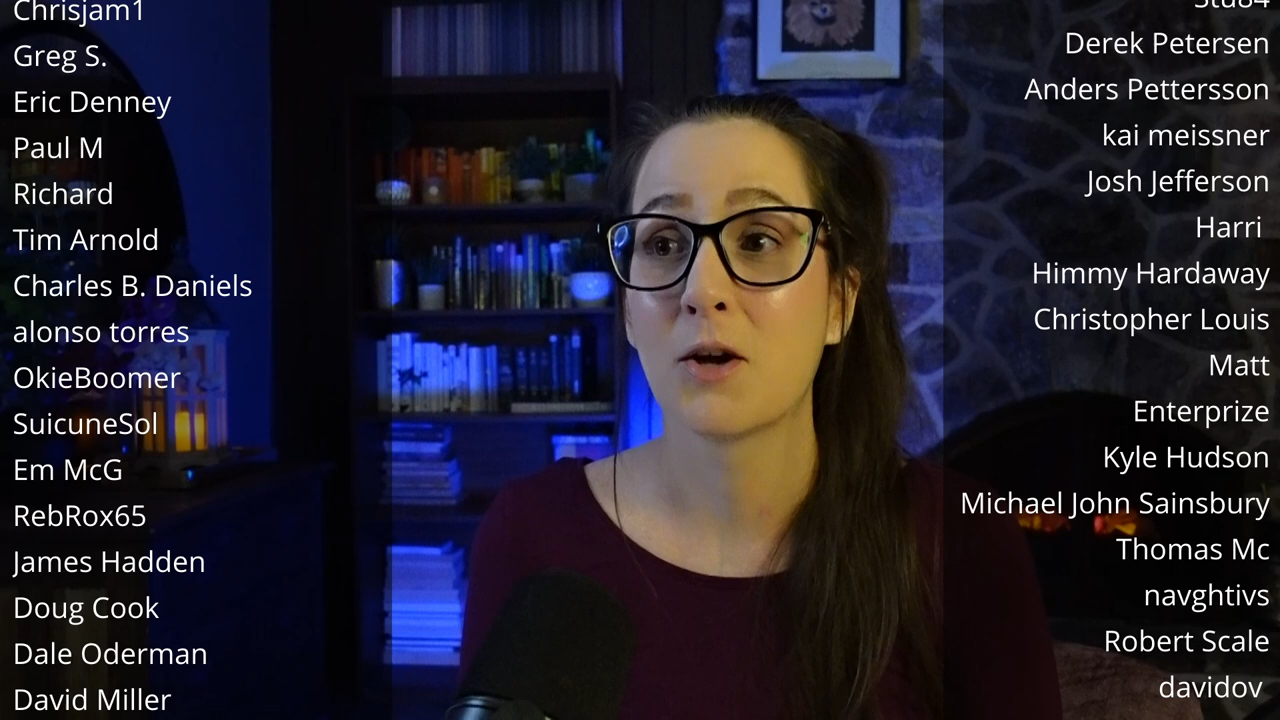 Chrisjam1
Greg S.
Eric Denney
Paul M
Richard
Tim Arnold
Charles B. Daniels
alonso torres
OkieBoomer
SuicuneSol
Em McG
RebRox65
James Hadden
Doug Cook
Dale Oderman
David Miller
Stu84
Derek Petersen
Anders Pettersson
kai meissner
Josh Jefferson
Harri
Himmy Hardaway
Christopher Louis
Matt
Enterprize
Kyle Hudson
Michael John Sainsbury
Thomas Mc
navghtivs
Robert Scale
davidov